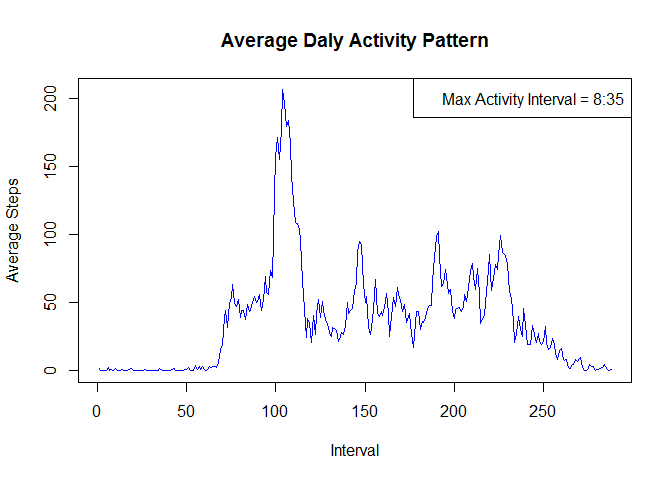 Average Daly Activity Pattern
Max Activity Interval = 8:35
Average Steps
200
150
100
50
0
0 50 100 150 200 250
Interval